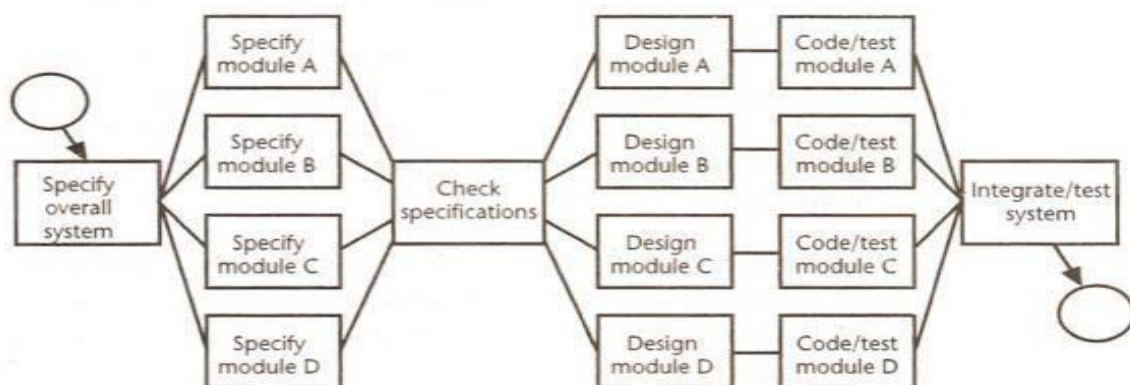 Specify
overall
system
Specify
module A
Specify
module B
Specify
module C
Specify
module D
Check
specifications
Design
module A
Design
module B
Design
module C
Design
module D
Code/test
module A
Code/test
module B
Code/test
module C
Code/test
module D
Integrate/test
system